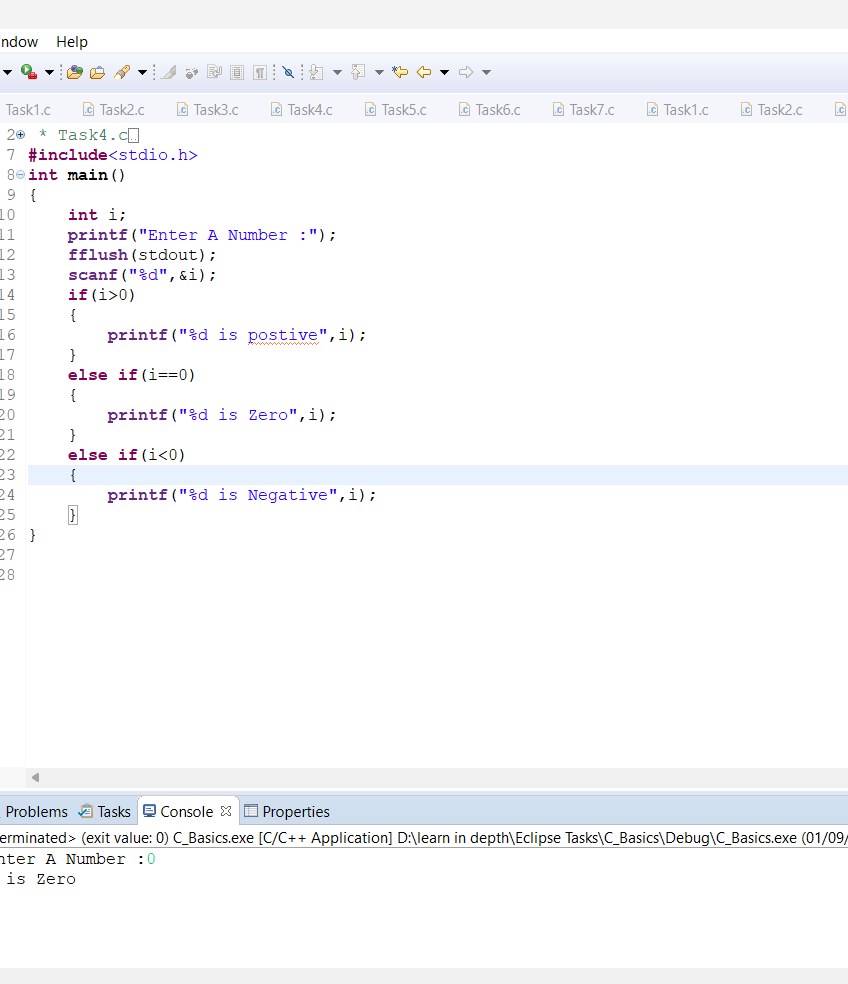 ndow Help
Task1.c Task2.c Task3.c Task4.c Task5.c Task6.c Task7.c Task1.c Task2.c
2 * Task4.c
7 #include<stdio.h>
8 int main()
9 {
10     int i;
11     printf("Enter A Number :");
12     fflush(stdout);
13     scanf("%d",&i);
14     if(i>0)
15     {
16         printf("%d is postive",i);
17     }
18     else if(i==0)
19     {
20         printf("%d is Zero",i);
21     }
22     else if(i<0)
23     {
24         printf("%d is Negative",i);
25     }
26 }
27
28
Problems Tasks Console Properties
erminated> (exit value: 0) C_Basics.exe [C/C++ Application] D:\learn in depth\Eclipse Tasks\C_Basics\Debug\C_Basics.exe (01/09/
nter A Number :0
is Zero